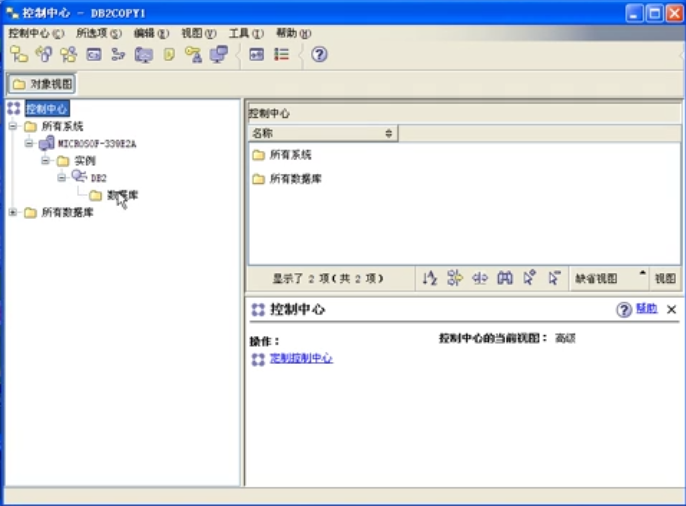 控制中心 - DB2COPY1
控制中心(C) 所选项(S) 编辑(E) 视图(V) 工具(T) 帮助(H)
对象视图
控制中心
所有系统
MICROSOF-339E2A
实例
DB2
数据库
所有数据库
控制中心
名称
所有系统
所有数据库
显示了 2 项(共 2 项) 缺省视图 视图
控制中心 帮助
操作: 控制中心的当前视图: 高级
定制控制中心